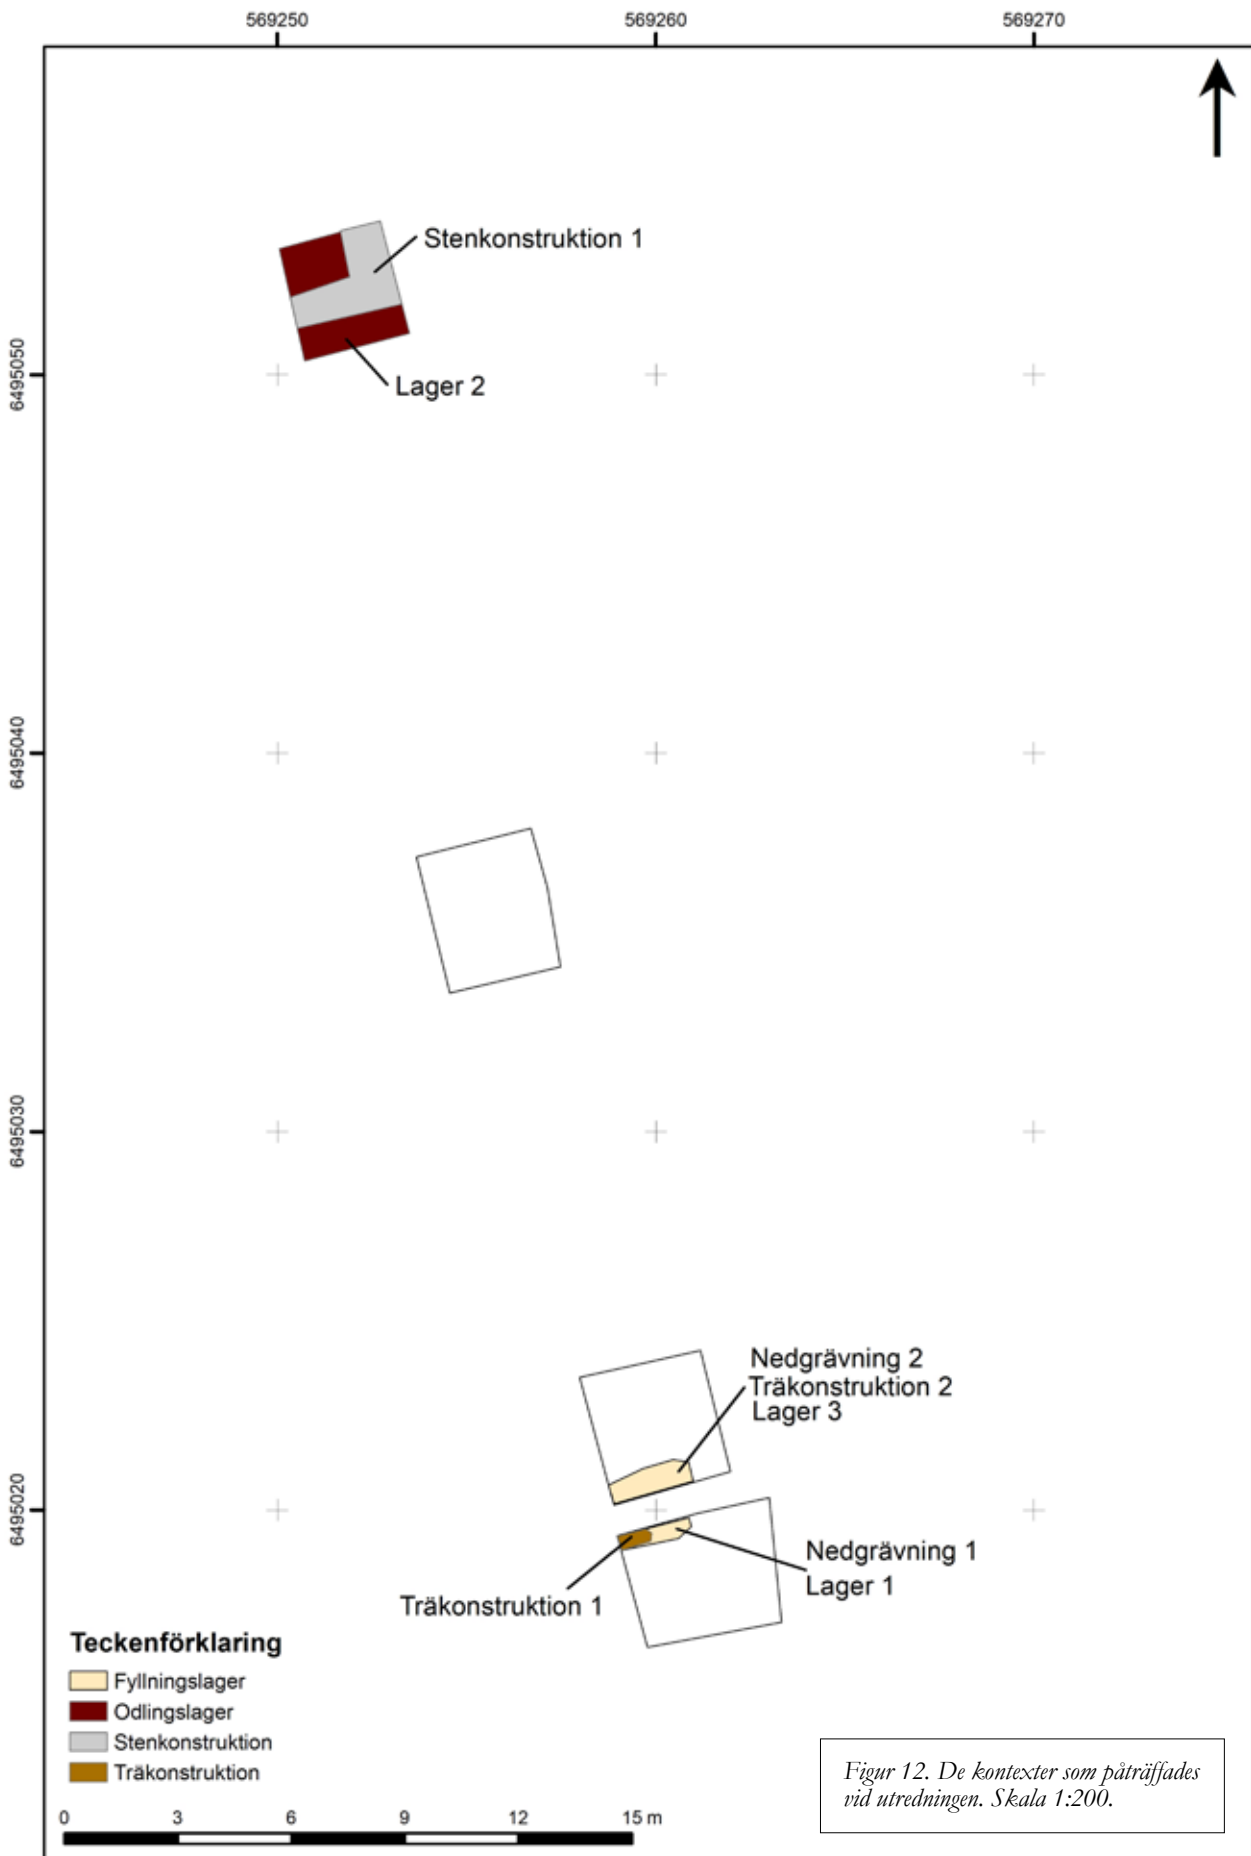 569250
569260
569270
6495050
6495040
6495030
6495020
Stenkonstruktion 1
Lager 2
Nedgrävning 2
Träkonstruktion 2
Lager 3
Nedgrävning 1
Lager 1
Träkonstruktion 1
Teckenförklaring
Fyllningslager
Odlingslager
Stenkonstruktion
Träkonstruktion
0 3 6 9 12 15 m
Figur 12. De kontexter som påträffades
vid utredningen. Skala 1:200.